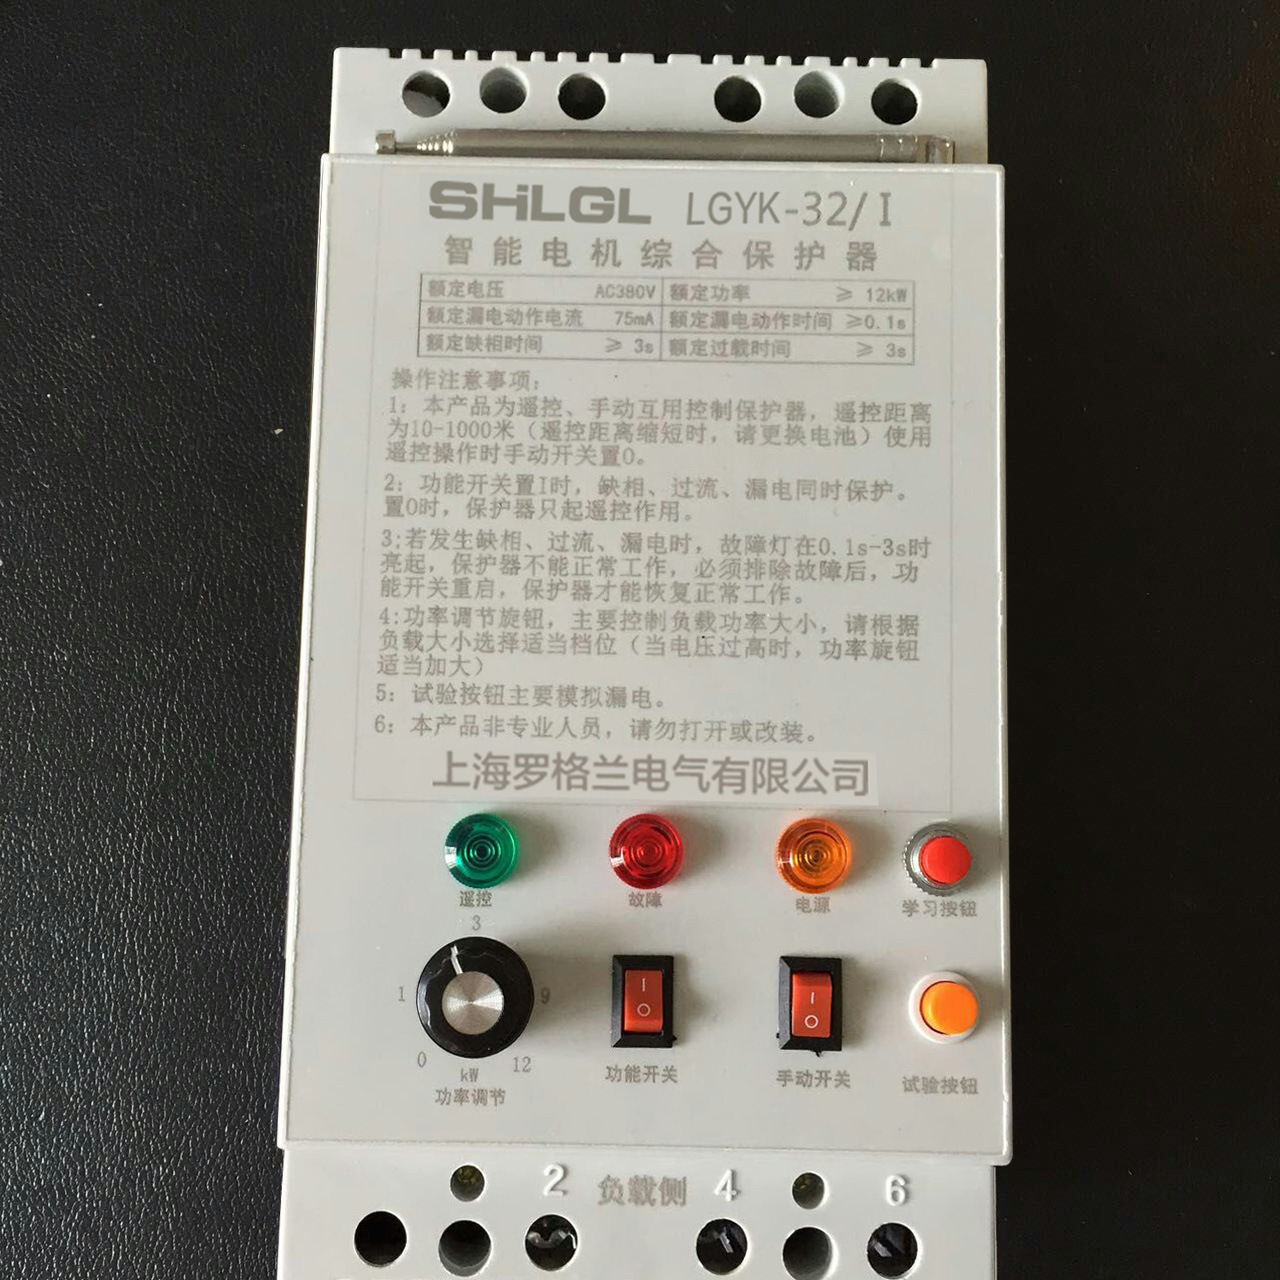 SHLGL LGYK-32/I
智能电机综合保护器
额定电压 AC380V 额定功率 ≥ 12kW
额定漏电动作电流 75mA 额定漏电动作时间 ≥0.1s
额定缺相时间 ≥ 3s 额定过载时间 ≥ 3s
操作注意事项:
1: 本产品为遥控、手动互用控制保护器，遥控距离
为10-1000米（遥控距离缩短时，请更换电池）使用
遥控操作时手动开关置0。
2: 功能开关置I时，缺相、过流、漏电同时保护。
置0时，保护器只起遥控作用。
3;若发生缺相、过流、漏电时，故障灯在0.1s-3s时
亮起，保护器不能正常工作，必须排除故障后，功
能开关重启，保护器才能恢复正常工作。
4:功率调节旋钮，主要控制负载功率大小，请根据
负载大小选择适当档位（当电压过高时，功率旋钮
适当加大）
5: 试验按钮主要模拟漏电。
6: 本产品非专业人员，请勿打开或改装。
上海罗格兰电气有限公司
遥控 故障 电源 学习按钮
3
1 9
0 12
kW
功率调节
I
O
功能开关
I
O
手动开关
试验按钮
2 负载侧 4 6